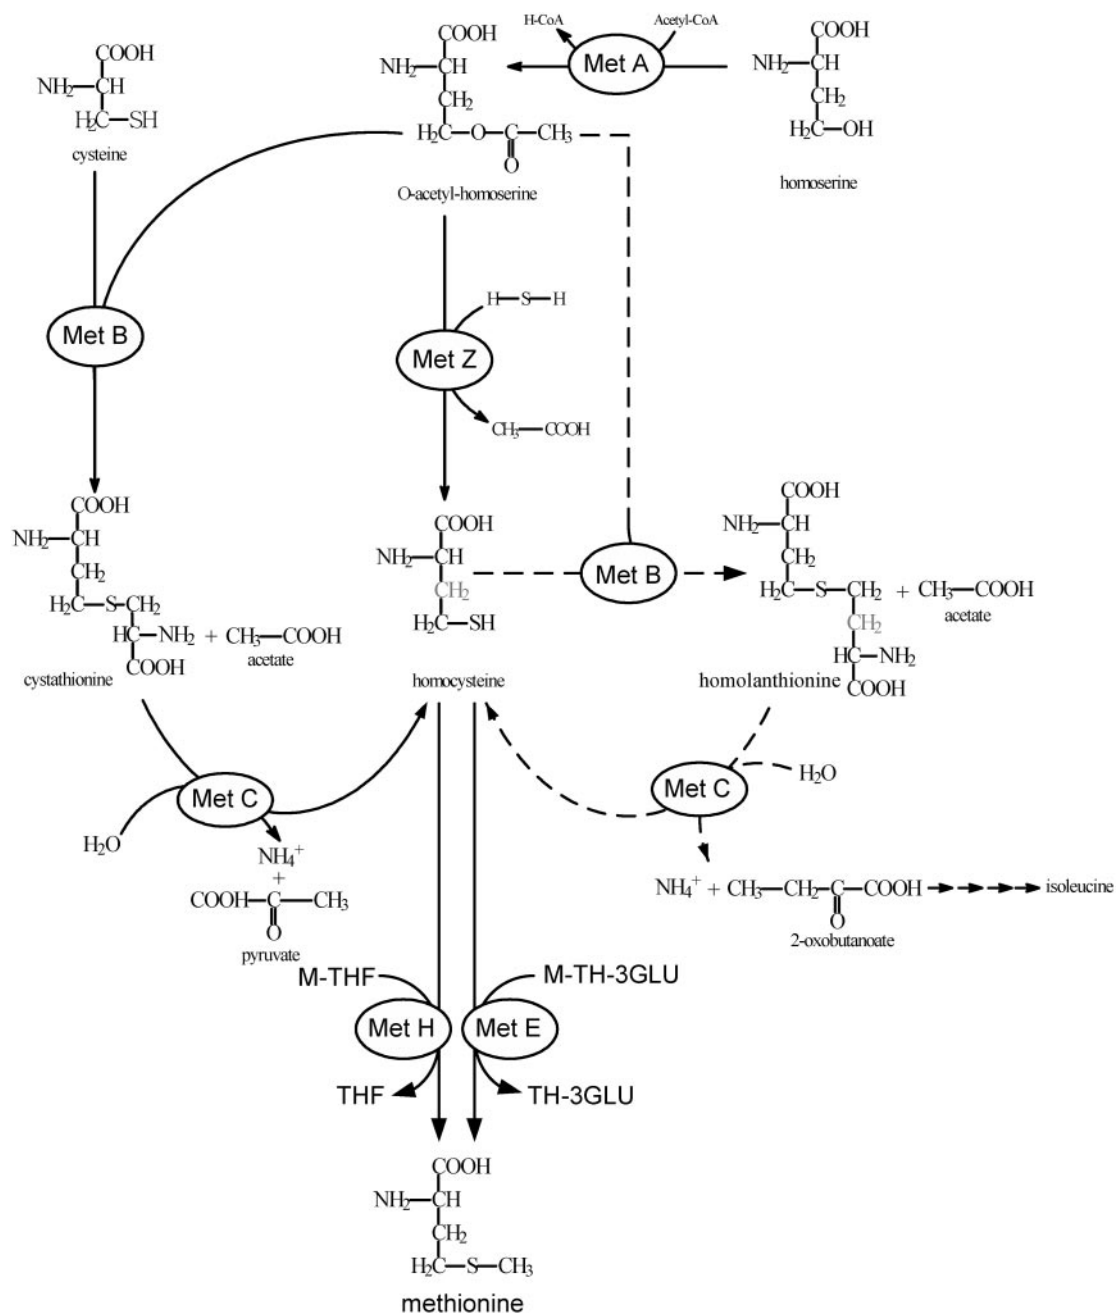 H-CoA
Acetyl-CoA
Met A
COOH
NH2—CH
CH2
H2C—O—C—CH3
O
O-acetyl-homoserine
COOH
NH2—CH
CH2
H2C—OH
homoserine
COOH
NH2—CH
H2C—SH
cysteine
Met B
H—S—H
Met Z
CH3—COOH
COOH
NH2—CH
CH2
H2C—S—CH2
HC—NH2
COOH
+ CH3—COOH
acetate
cystathionine
COOH
NH2—CH
CH2
H2C—SH
homocysteine
Met B
COOH
NH2—CH
CH2
H2C—S—CH2
CH2
HC—NH2
COOH
+ CH3—COOH
acetate
homolanthionine
Met C
H2O
NH4+
+
COOH—C—CH3
O
pyruvate
Met C
H2O
NH4+ + CH3—CH2—C—COOH
O
2-oxobutanoate
isoleucine
M-THF
M-TH-3GLU
Met H
Met E
THF
TH-3GLU
COOH
NH2—CH
CH2
H2C—S—CH3
methionine